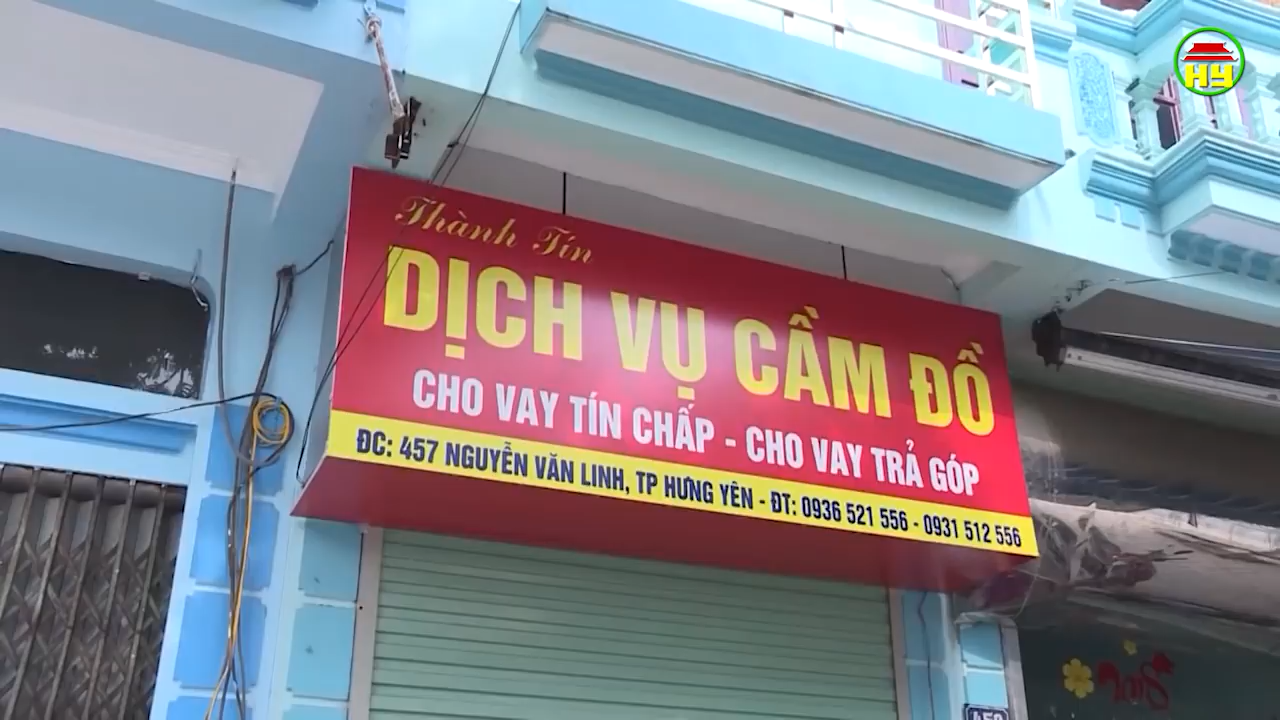 HY
Thành Tín
DỊCH VỤ CẦM ĐỒ
CHO VAY TÍN CHẤP - CHO VAY TRẢ GÓP
ĐC: 457 NGUYỄN VĂN LINH, TP HƯNG YÊN - ĐT: 0936 521 556 - 0931 512 556